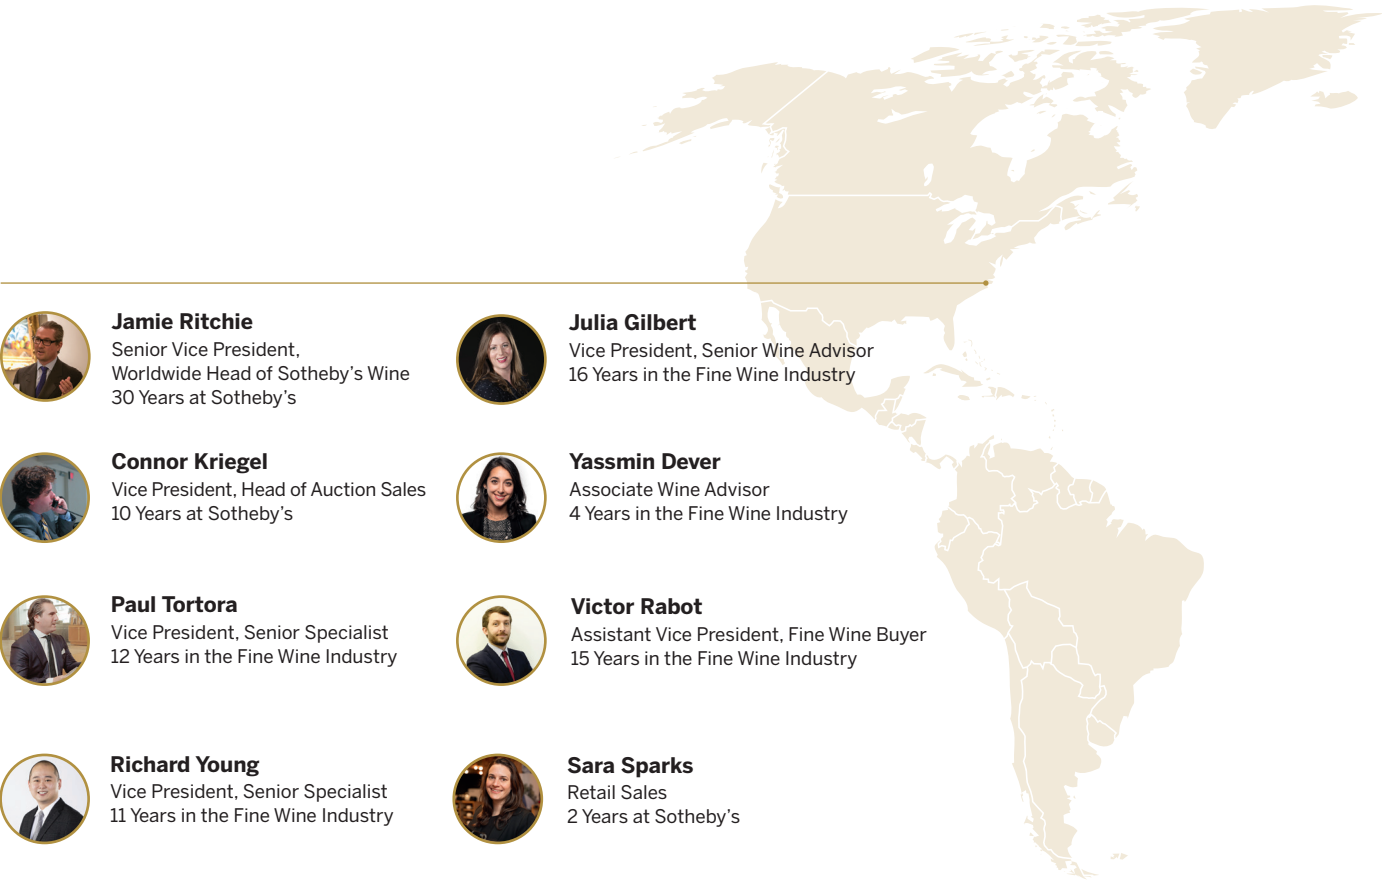 Jamie Ritchie
Senior Vice President,
Worldwide Head of Sotheby’s Wine
30 Years at Sotheby’s
Julia Gilbert
Vice President, Senior Wine Advisor
16 Years in the Fine Wine Industry
Connor Kriegel
Vice President, Head of Auction Sales
10 Years at Sotheby’s
Yassmin Dever
Associate Wine Advisor
4 Years in the Fine Wine Industry
Paul Tortora
Vice President, Senior Specialist
12 Years in the Fine Wine Industry
Victor Rabot
Assistant Vice President, Fine Wine Buyer
15 Years in the Fine Wine Industry
Richard Young
Vice President, Senior Specialist
11 Years in the Fine Wine Industry
Sara Sparks
Retail Sales
2 Years at Sotheby’s